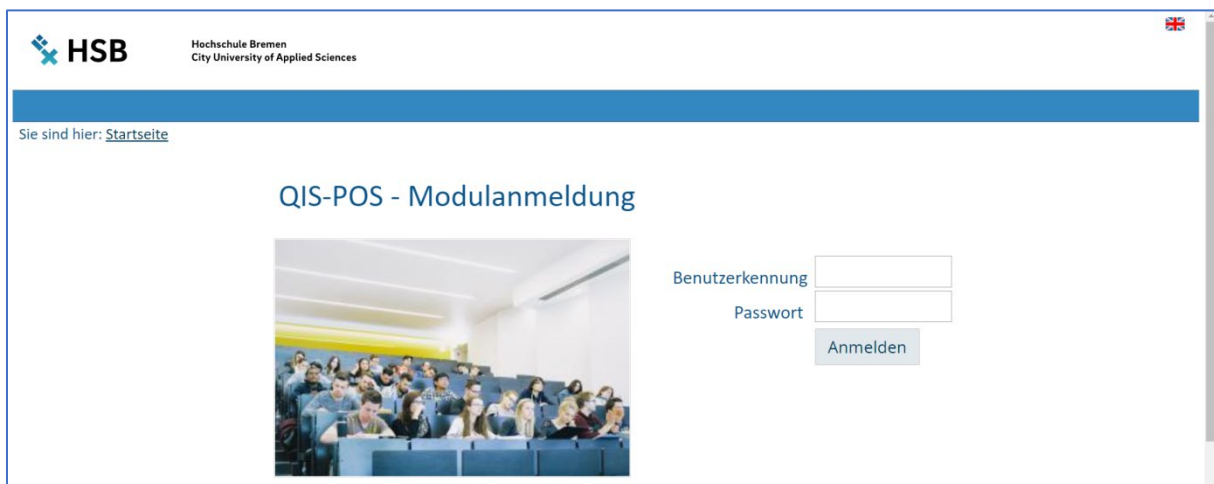 HSB
Hochschule Bremen
City University of Applied Sciences
Sie sind hier: Startseite
QIS-POS - Modulanmeldung
Benutzerkennung
Passwort
Anmelden